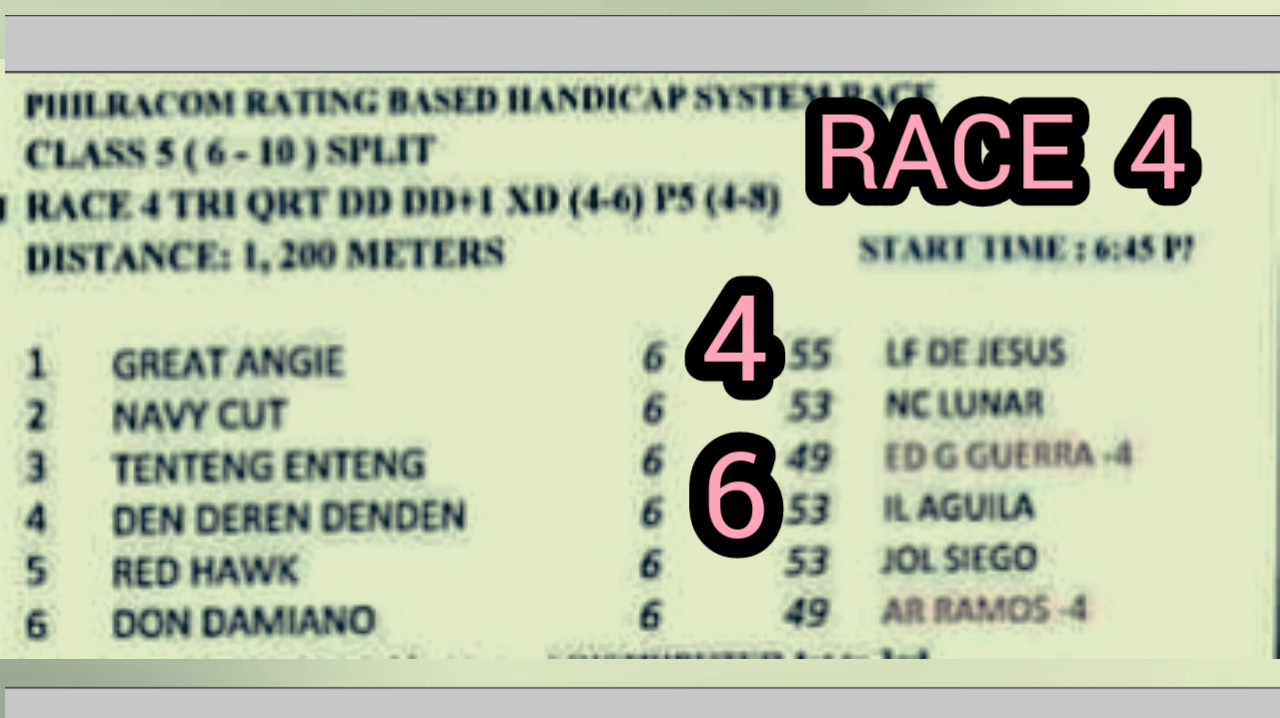 PHILRACOM RATING BASED HANDICAP SYSTEM RACE
RACE 4
CLASS 5 ( 6 - 10 ) SPLIT
RACE 4 TRI QRT DD DD+1 XD (4-6) P5 (4-8)
DISTANCE: 1, 200 METERS START TIME : 6:45
4
6
1 GREAT ANGIE 6 55 LF DE JESUS
2 NAVY CUT 6 53 NC LUNAR
3 TENTENG ENTENG 6 49 ED G GUERRA -4
4 DEN DEREN DENDEN 6 53 IL AGUILA
5 RED HAWK 6 53 JOL SIEGO
6 DON DAMIANO 6 49 AR RAMOS -4